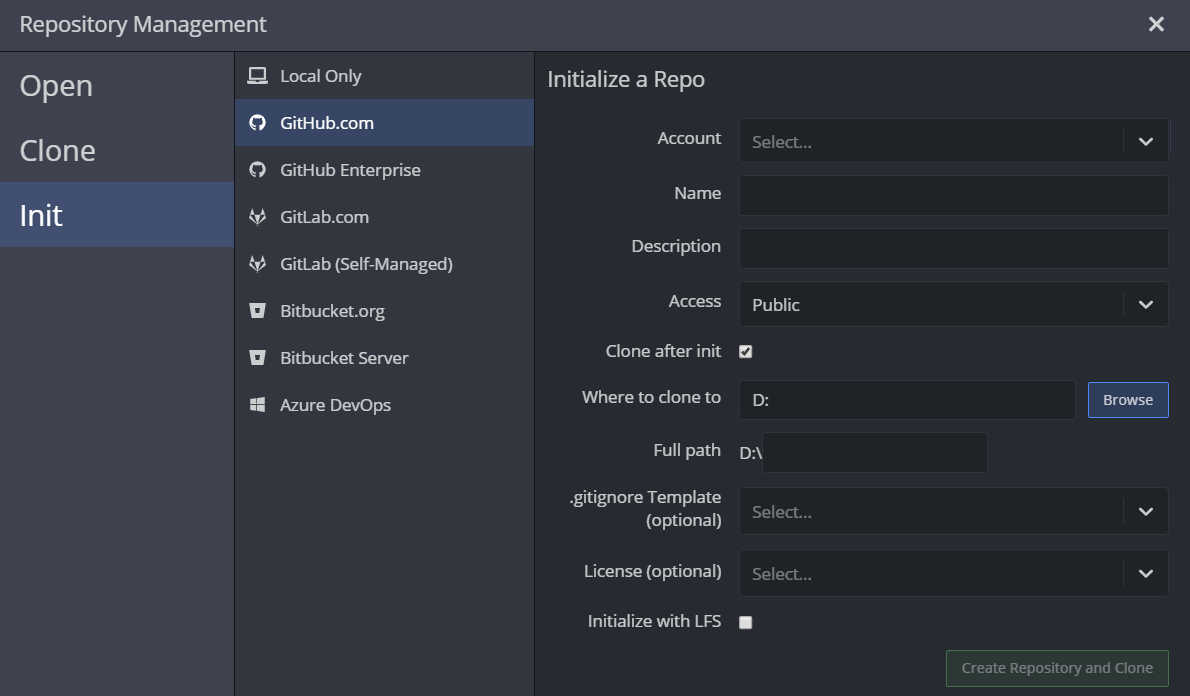 Repository Management
Open
Clone
Init
Local Only
GitHub.com
GitHub Enterprise
GitLab.com
GitLab (Self-Managed)
Bitbucket.org
Bitbucket Server
Azure DevOps
Initialize a Repo
Account Select...
Name
Description
Access Public
Clone after init
Where to clone to D: Browse
Full path D:\
.gitignore Template
(optional) Select...
License (optional) Select...
Initialize with LFS
Create Repository and Clone